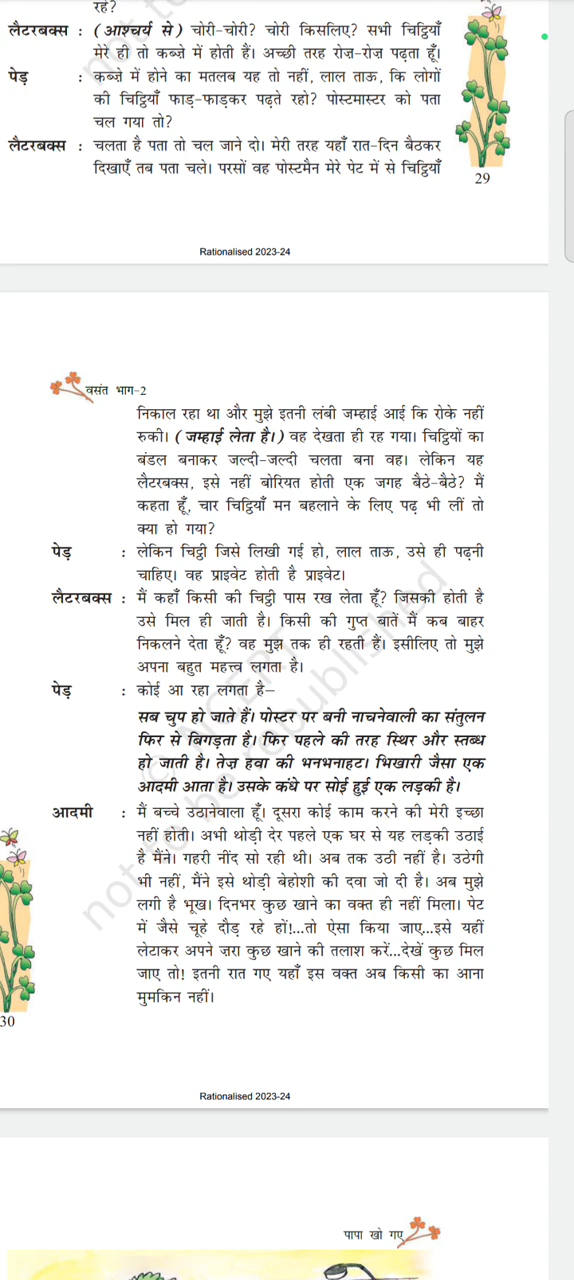 रहे?
लैटरबक्स : (आश्चर्य से) चोरी-चोरी? चोरी किसलिए? सभी चिट्ठियाँ
मेरे ही तो कब्ज़े में होती हैं। अच्छी तरह रोज़-रोज़ पढ़ता हूँ।
पेड़ : कब्ज़े में होने का मतलब यह तो नहीं, लाल ताऊ, कि लोगों
की चिट्ठियाँ फाड़-फाड़कर पढ़ते रहो? पोस्टमास्टर को पता
चल गया तो?
लैटरबक्स : चलता है पता तो चल जाने दो। मेरी तरह यहाँ रात-दिन बैठकर
दिखाएँ तब पता चले। परसों वह पोस्टमैन मेरे पेट में से चिट्ठियाँ
29
Rationalised 2023-24
वसंत भाग-2
निकाल रहा था और मुझे इतनी लंबी जम्हाई आई कि रोके नहीं
रुकी। (जम्हाई लेता है।) वह देखता ही रह गया। चिट्ठियों का
बंडल बनाकर जल्दी-जल्दी चलता बना वह। लेकिन यह
लैटरबक्स, इसे नहीं बोरियत होती एक जगह बैठे-बैठे? मैं
कहता हूँ, चार चिट्ठियाँ मन बहलाने के लिए पढ़ भी लीं तो
क्या हो गया?
पेड़ : लेकिन चिट्ठी जिसे लिखी गई हो, लाल ताऊ, उसे ही पढ़नी
चाहिए। वह प्राइवेट होती है प्राइवेट।
लैटरबक्स : मैं कहाँ किसी की चिट्ठी पास रख लेता हूँ? जिसकी होती है
उसे मिल ही जाती है। किसी की गुप्त बातें मैं कब बाहर
निकलने देता हूँ? वह मुझ तक ही रहती हैं। इसीलिए तो मुझे
अपना बहुत महत्त्व लगता है।
पेड़ : कोई आ रहा लगता है–
सब चुप हो जाते हैं। पोस्टर पर बनी नाचनेवाली का संतुलन
फिर से बिगड़ता है। फिर पहले की तरह स्थिर और स्तब्ध
हो जाती है। तेज़ हवा की भनभनाहट। भिखारी जैसा एक
आदमी आता है। उसके कंधे पर सोई हुई एक लड़की है।
आदमी : मैं बच्चे उठानेवाला हूँ। दूसरा कोई काम करने की मेरी इच्छा
नहीं होती। अभी थोड़ी देर पहले एक घर से यह लड़की उठाई
है मैंने। गहरी नींद सो रही थी। अब तक उठी नहीं है। उठेगी
भी नहीं, मैंने इसे थोड़ी बेहोशी की दवा जो दी है। अब मुझे
लगी है भूख। दिनभर कुछ खाने का वक्त ही नहीं मिला। पेट
में जैसे चूहे दौड़ रहे हों!...तो ऐसा किया जाए...इसे यहीं
लेटाकर अपने ज़रा कुछ खाने की तलाश करें...देखें कुछ मिल
जाए तो! इतनी रात गए यहाँ इस वक्त अब किसी का आना
मुमकिन नहीं।
30
© NCERT
not to be republished
Rationalised 2023-24
पापा खो गए